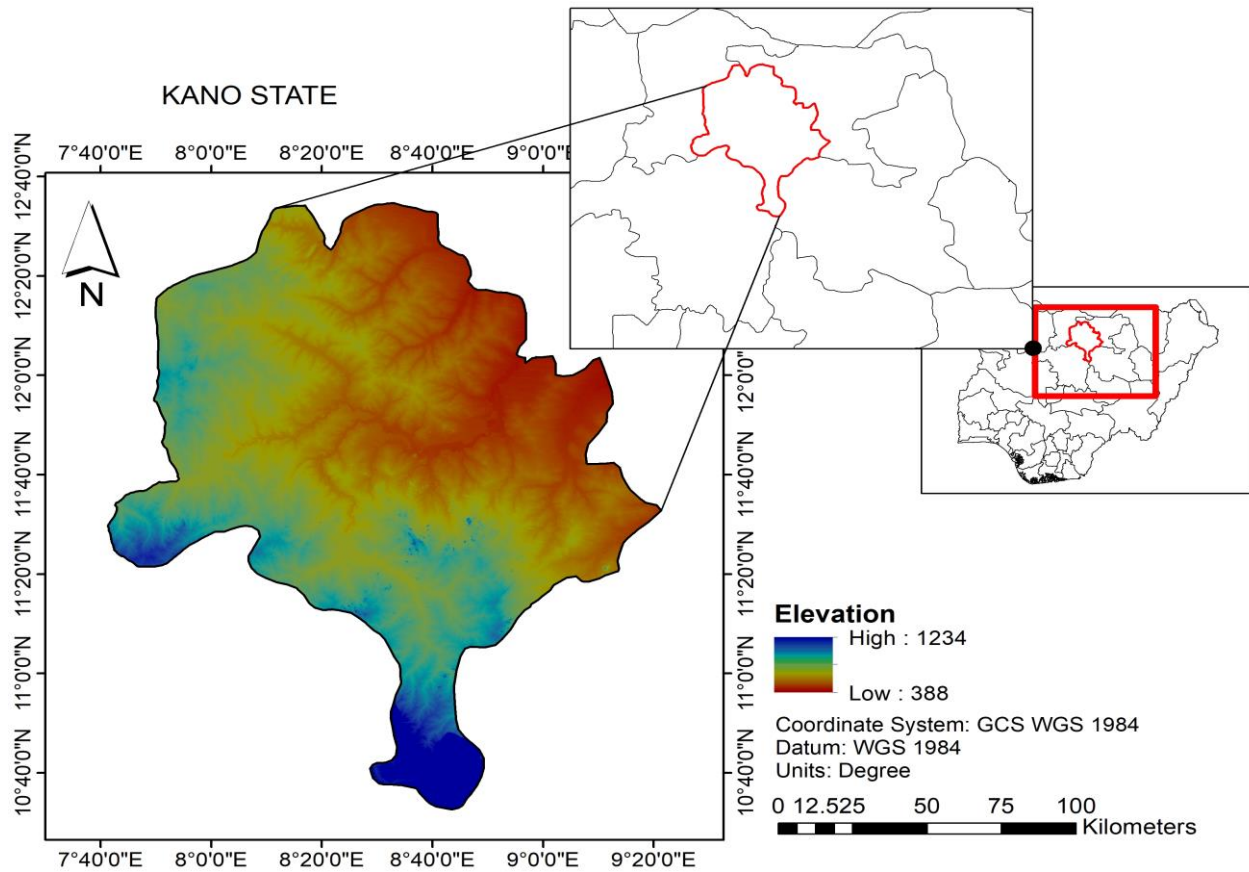 KANO STATE
7°40'0"E 8°0'0"E 8°20'0"E 8°40'0"E 9°0'0"E
12°40'0"N
12°20'0"N
12°0'0"N
11°40'0"N
11°20'0"N
11°0'0"N
10°40'0"N
N
12°0'0"N
11°40'0"N
11°20'0"N
11°0'0"N
10°40'0"N
7°40'0"E 8°0'0"E 8°20'0"E 8°40'0"E 9°0'0"E 9°20'0"E
Elevation
High : 1234
Low : 388
Coordinate System: GCS WGS 1984
Datum: WGS 1984
Units: Degree
0 12.525 50 75 100
Kilometers